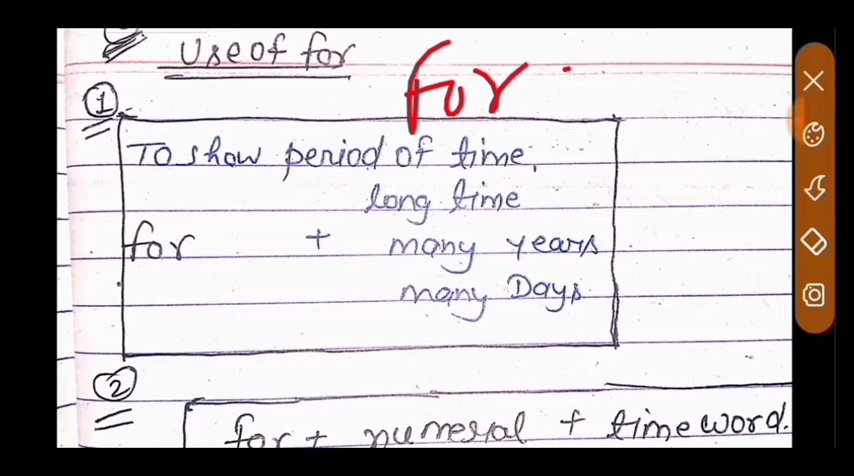 Use of for
for
1
To show period of time.
long time
for + many years
many Days
2
for + numeral + time word.